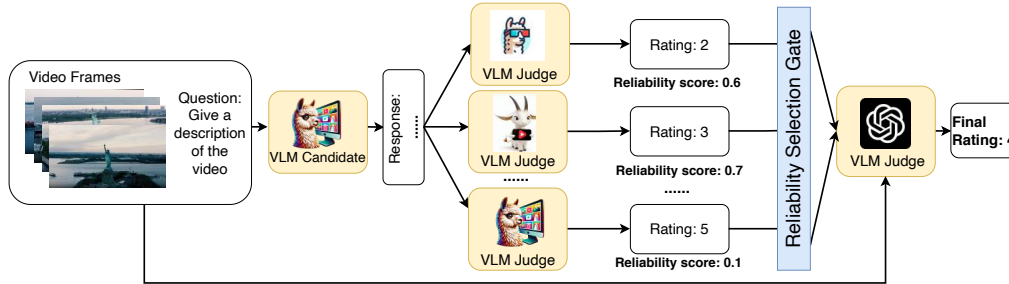 Video Frames
Question:
Give a
description
of the
video
VLM Candidate
Response:
......
VLM Judge
VLM Judge
......
VLM Judge
Rating: 2
Reliability score: 0.6
Rating: 3
Reliability score: 0.7
......
Rating: 5
Reliability score: 0.1
Reliability Selection Gate
VLM Judge
Final
Rating: 4